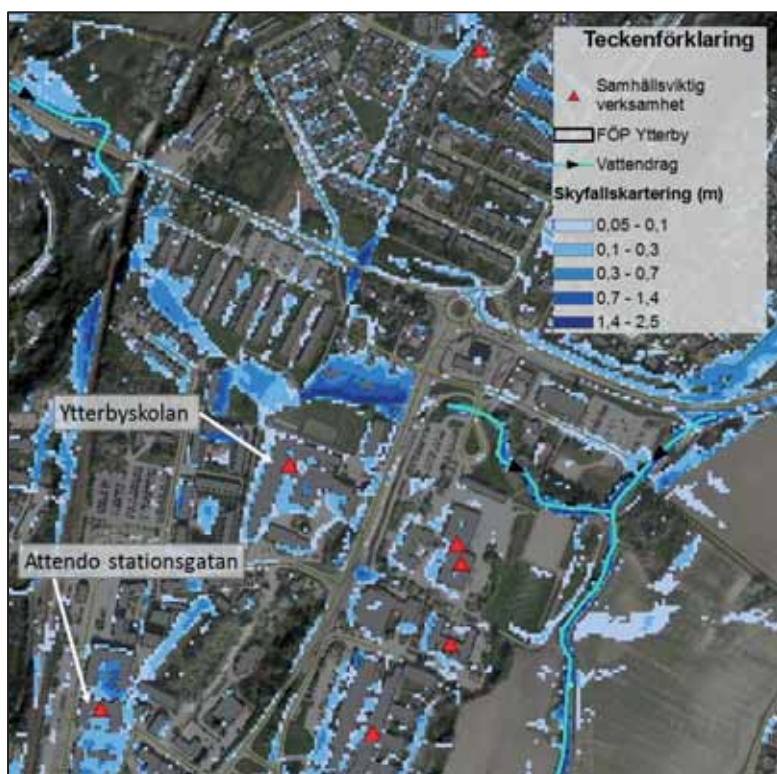 Teckenförklaring
Samhällsviktig
verksamhet
FÖP Ytterby
Vattendrag
Skyfallskartering (m)
0,05 - 0,1
0,1 - 0,3
0,3 - 0,7
0,7 - 1,4
1,4 - 2,5
Ytterbyskolan
Attendo stationsgatan